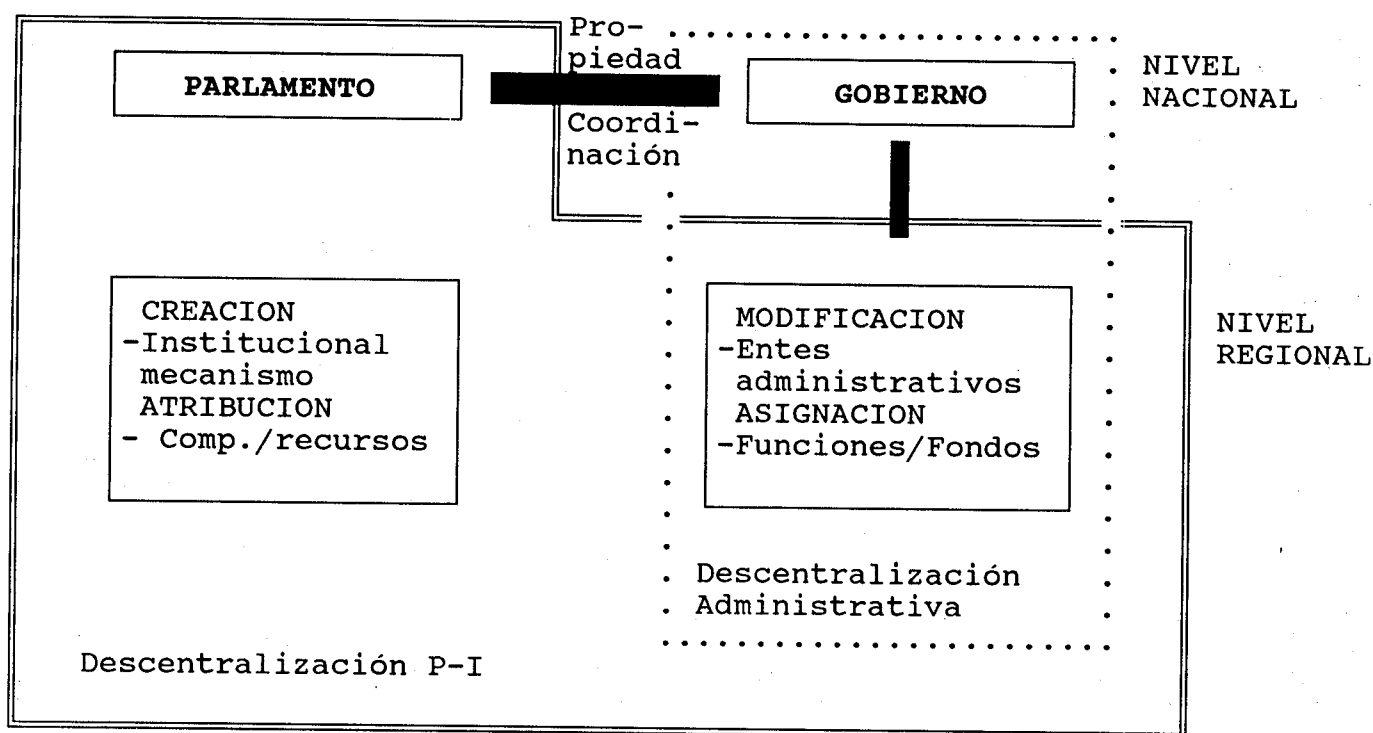 Pro-
piedad
PARLAMENTO
GOBIERNO
NIVEL
NACIONAL
Coordi-
nación
CREACION
-Institucional
mecanismo
ATRIBUCION
- Comp./recursos
MODIFICACION
-Entes
administrativos
ASIGNACION
-Funciones/Fondos
NIVEL
REGIONAL
Descentralización
Administrativa
Descentralización P-I